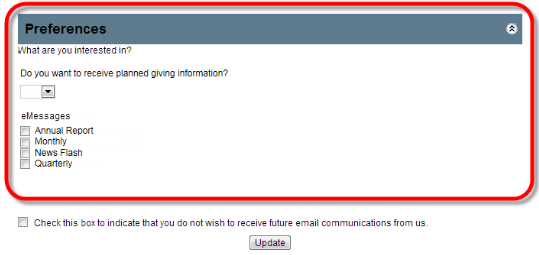 Preferences
What are you interested in?
Do you want to receive planned giving information?
eMessages
Annual Report
Monthly
News Flash
Quarterly
Check this box to indicate that you do not wish to receive future email communications from us.
Update